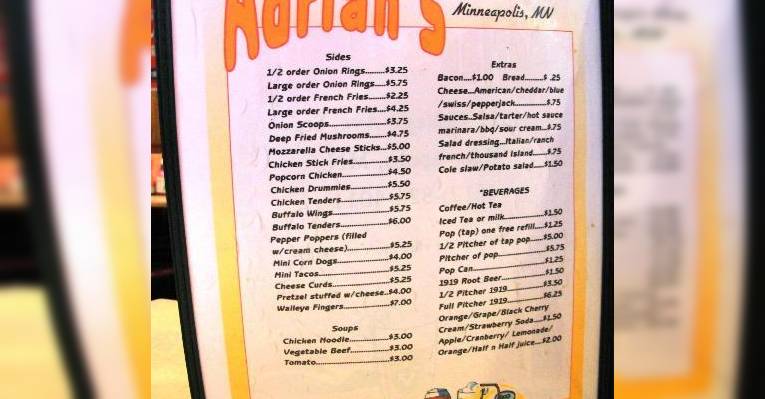 Adrian's
Minneapolis, MN
Sides
1/2 order Onion Rings........$3.25
Large order Onion Rings....$5.75
1/2 order French Fries.......$2.25
Large order French Fries....$4.25
Onion Scoops....................$3.75
Deep Fried Mushrooms......$4.75
Mozzarella Cheese Sticks...$5.00
Chicken Stick Fries.............$3.50
Popcorn Chicken................$4.50
Chicken Drummies..............$5.50
Chicken Tenders.................$5.75
Buffalo Wings.....................$5.75
Buffalo Tenders..................$6.00
Pepper Poppers (filled
w/cream cheese)................$5.25
Mini Corn Dogs...................$4.00
Mini Tacos..........................$5.25
Cheese Curds.....................$5.25
Pretzel stuffed w/cheese..$4.00
Walleye Fingers..................$7.00
Soups
Chicken Noodle...................$3.00
Vegetable Beef...................$3.00
Tomato...............................$3.00
Extras
Bacon....$1.00 Bread........$ .25
Cheese...American/cheddar/blue
/swiss/pepperjack.............$.75
Sauces..Salsa/tarter/hot sauce
marinara/bbq/sour cream..$.75
Salad dressing...Italian/ranch
french/thousand island......$.75
Cole slaw/Potato salad.....$1.50
*BEVERAGES
Coffee/Hot Tea
Iced Tea or milk..................$1.50
Pop (tap) one free refill.....$1.25
1/2 Pitcher of tap pop......$5.00
Pitcher of pop....................$5.75
Pop Can..............................$1.25
1919 Root Beer...................$1.50
1/2 Pitcher 1919.................$3.50
Full Pitcher 1919................$6.25
Orange/Grape/Black Cherry
Cream/Strawberry Soda....$1.50
Apple/Cranberry/ Lemonade/
Orange/Half n Half juice....$2.00